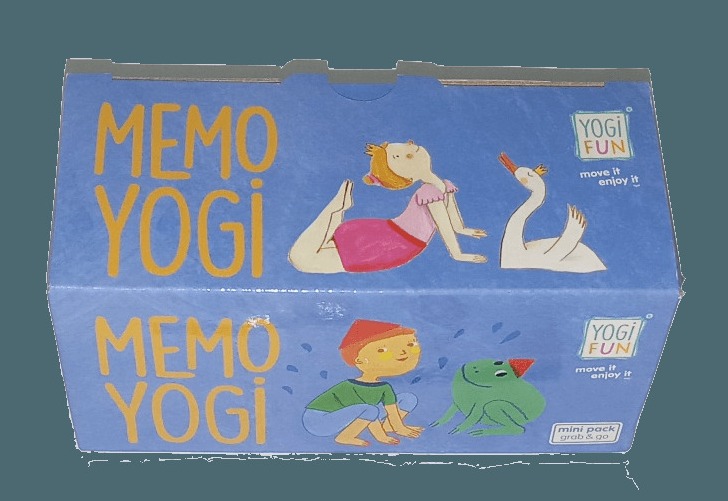 MEMO
YOGi
YOGi
FUN
move it
enjoy it
MEMO
YOGi
YOGi
FUN
move it
enjoy it
mini pack
grab & go